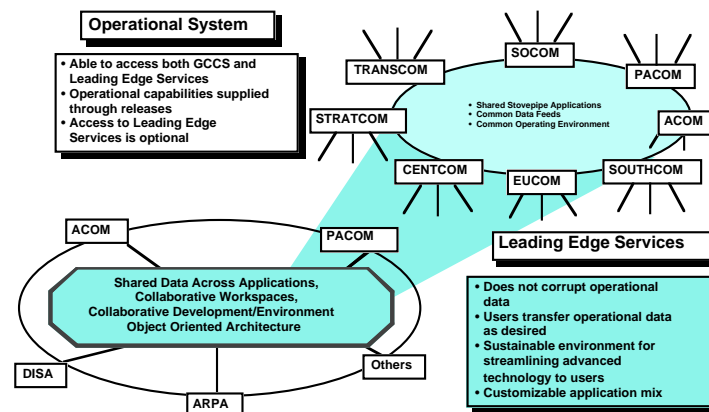 Operational System
• Able to access both GCCS and
Leading Edge Services
• Operational capabilities supplied
through releases
• Access to Leading Edge
Services is optional
SOCOM
TRANSCOM
PACOM
STRATCOM
• Shared Stovepipe Applications
• Common Data Feeds
• Common Operating Environment
ACOM
CENTCOM
EUCOM
SOUTHCOM
ACOM
PACOM
Shared Data Across Applications,
Collaborative Workspaces,
Collaborative Development/Environment
Object Oriented Architecture
DISA
ARPA
Others
Leading Edge Services
• Does not corrupt operational
data
• Users transfer operational data
as desired
• Sustainable environment for
streamlining advanced
technology to users
• Customizable application mix